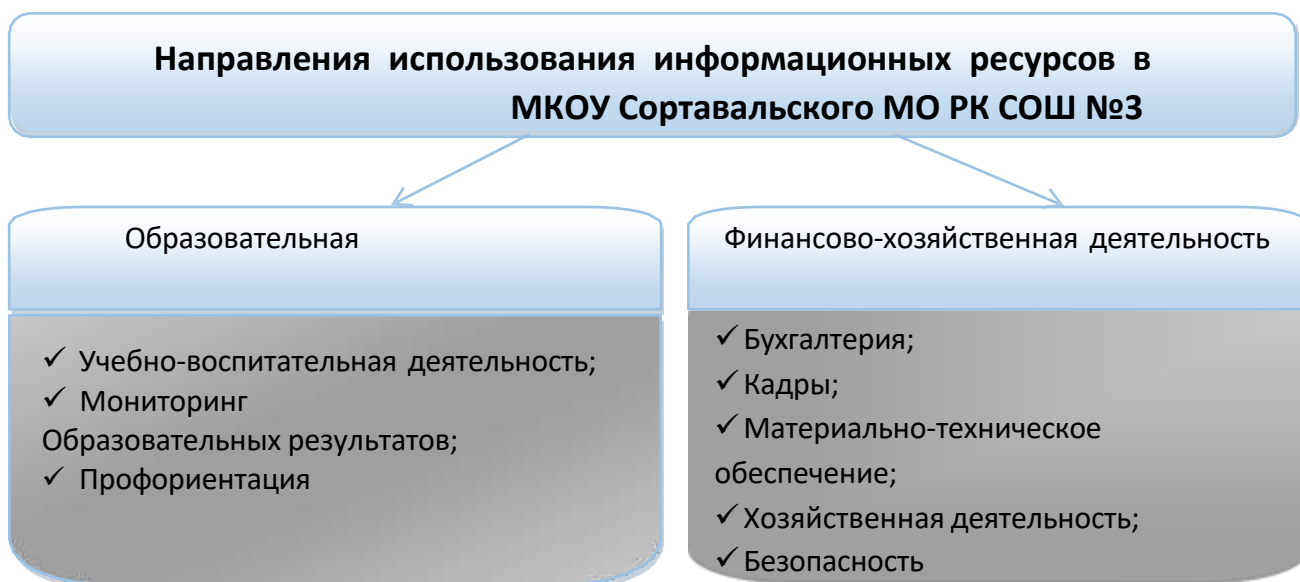 Направления использования информационных ресурсов в
МКОУ Сортавальского МО РК СОШ №3
Образовательная
✓ Учебно-воспитательная деятельность;
✓ Мониторинг
Образовательных результатов;
✓ Профориентация
Финансово-хозяйственная деятельность
✓ Бухгалтерия;
✓ Кадры;
✓ Материально-техническое
обеспечение;
✓ Хозяйственная деятельность;
✓ Безопасность